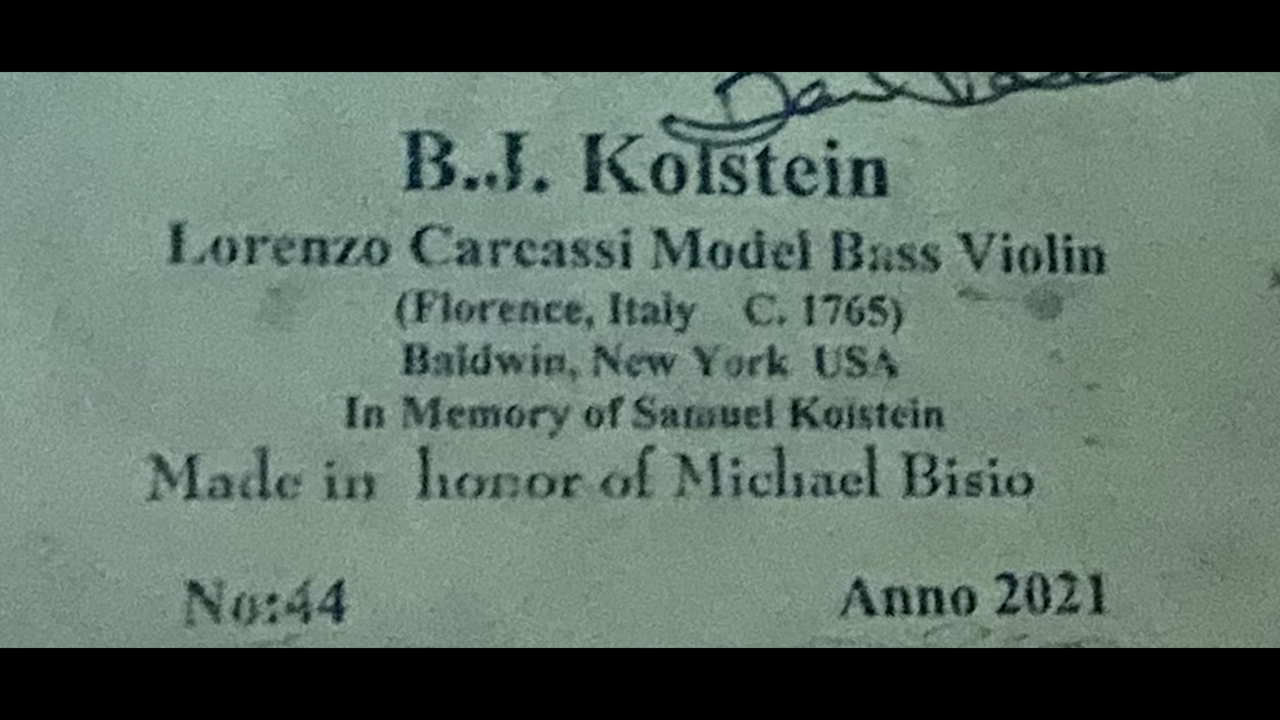 B.J. Kolstein
Lorenzo Carcassi Model Bass Violin
(Florence, Italy C. 1765)
Baldwin, New York USA
In Memory of Samuel Kolstein
Made in honor of Michael Bisio
No:44 Anno 2021